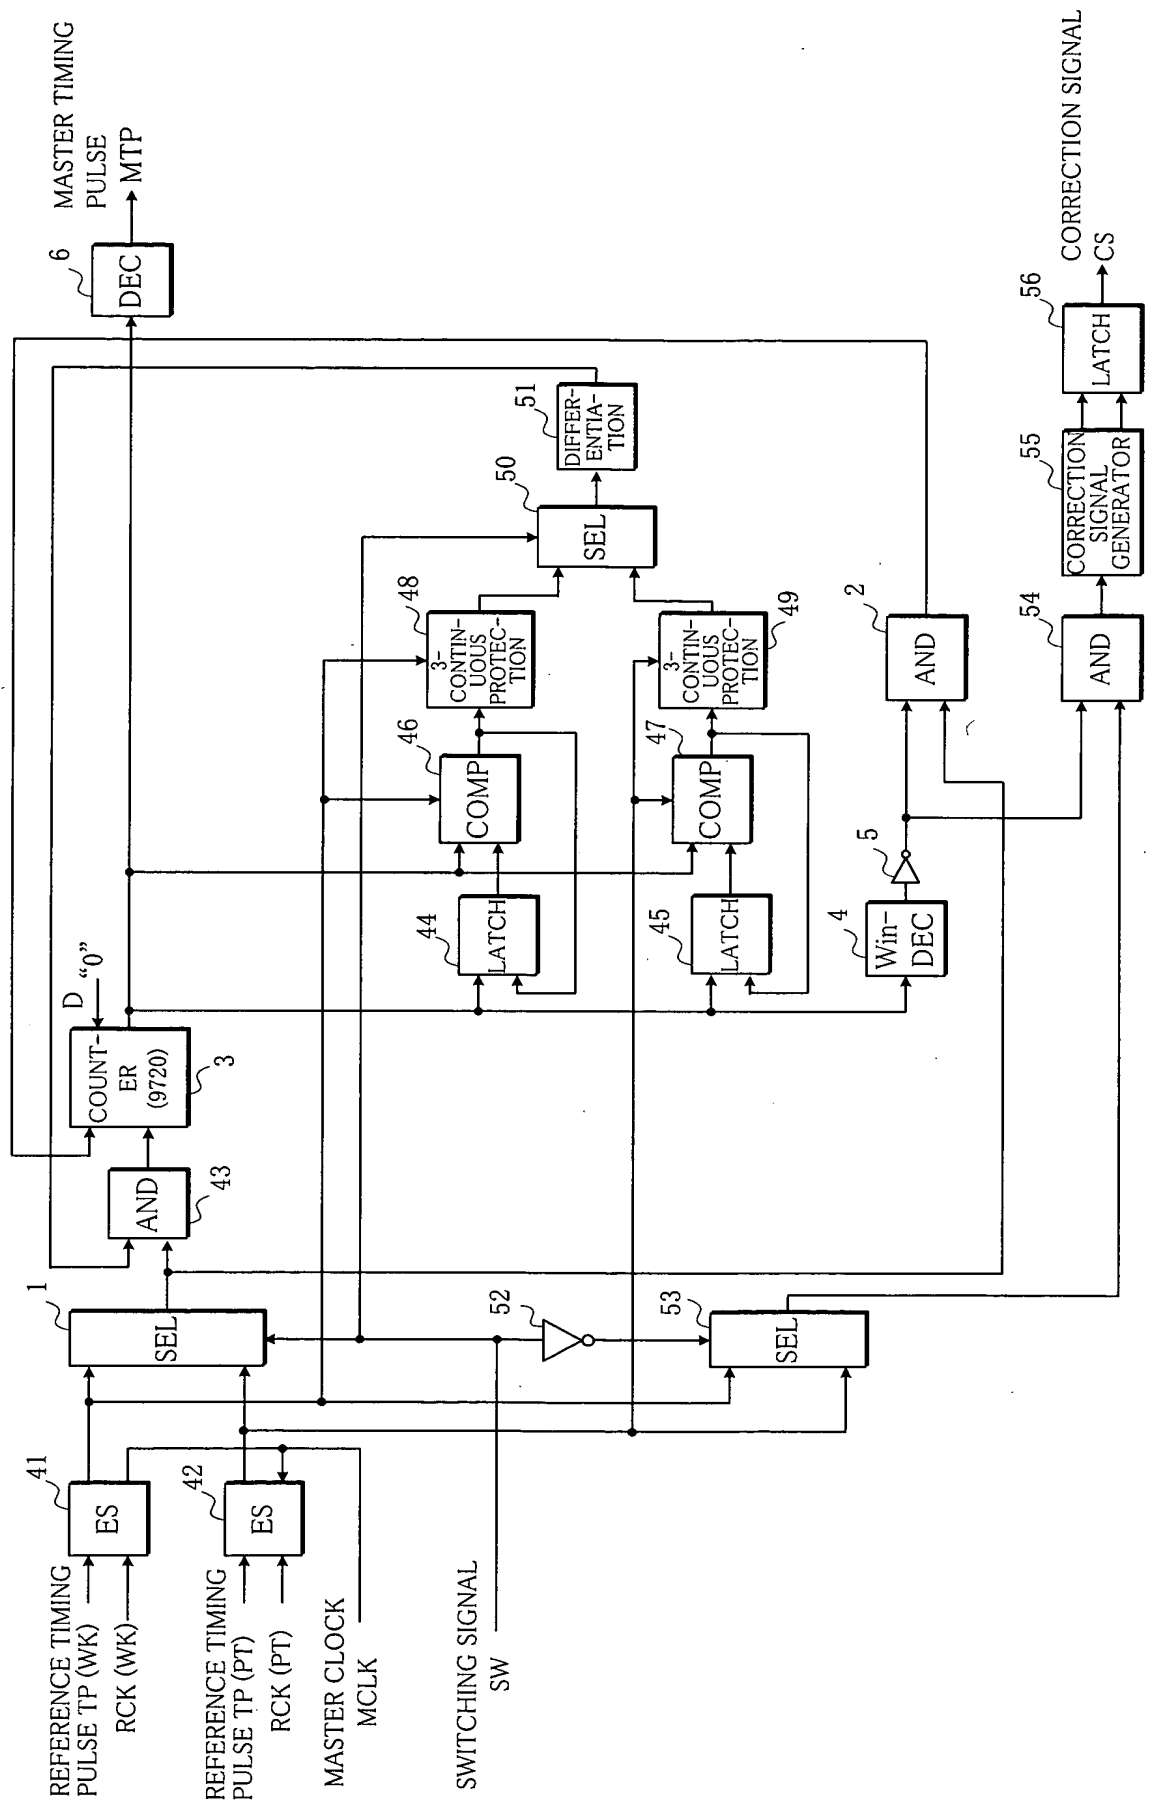 REFERENCE TIMING
PULSE TP (WK)
RCK (WK)
41
ES
REFERENCE TIMING
PULSE TP (PT)
RCK (PT)
42
ES
MASTER CLOCK
MCLK
SWITCHING SIGNAL
SW
1
SEL
52
53
SEL
43
AND
COUNT-
ER
(9720)
3
D "0"
44
LATCH
45
LATCH
46
COMP
47
COMP
48
3-
CONTIN-
UOUS
PROTEC-
TION
49
3-
CONTIN-
UOUS
PROTEC-
TION
50
SEL
51
DIFFER-
ENTIA-
TION
4
Win-
DEC
5
2
AND
54
AND
55
CORRECTION
SIGNAL
GENERATOR
56
LATCH
CORRECTION SIGNAL
CS
6
DEC
MASTER TIMING
PULSE
MTP